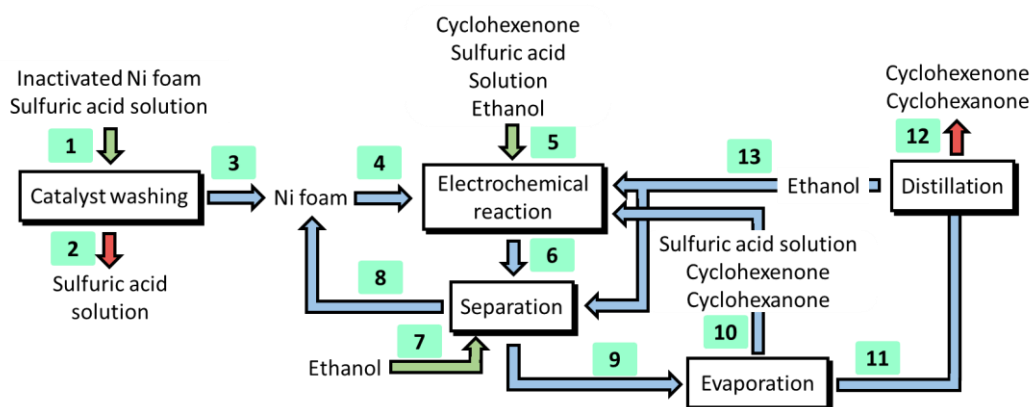 Inactivated Ni foam
Sulfuric acid solution
1
Catalyst washing
2
Sulfuric acid
solution
3
Ni foam
4
Cyclohexenone
Sulfuric acid
Solution
Ethanol
5
Electrochemical
reaction
6
Separation
7
Ethanol
8
9
Evaporation
10
Sulfuric acid solution
Cyclohexenone
Cyclohexanone
11
Distillation
12
Cyclohexenone
Cyclohexanone
13
Ethanol